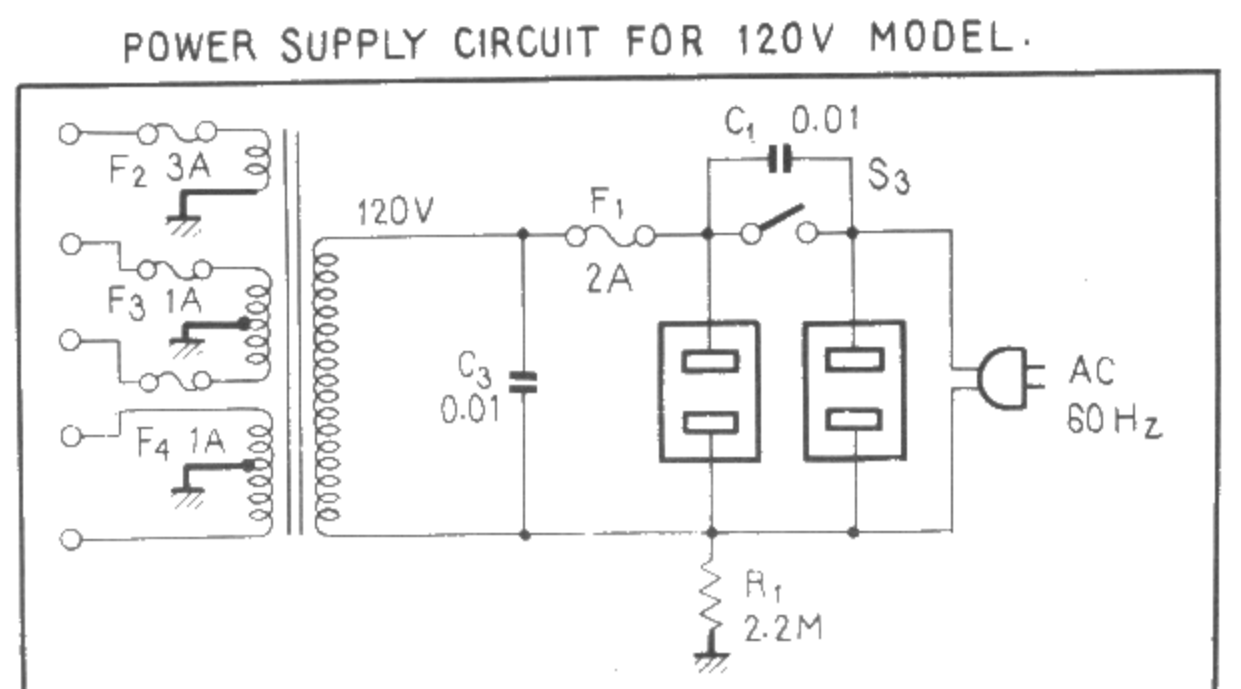 POWER SUPPLY CIRCUIT FOR 120V MODEL.
C1 0.01
S3
F2 3A
120V
F1
2A
F3 1A
C3
0.01
AC
60Hz
F4 1A
R1
2.2M